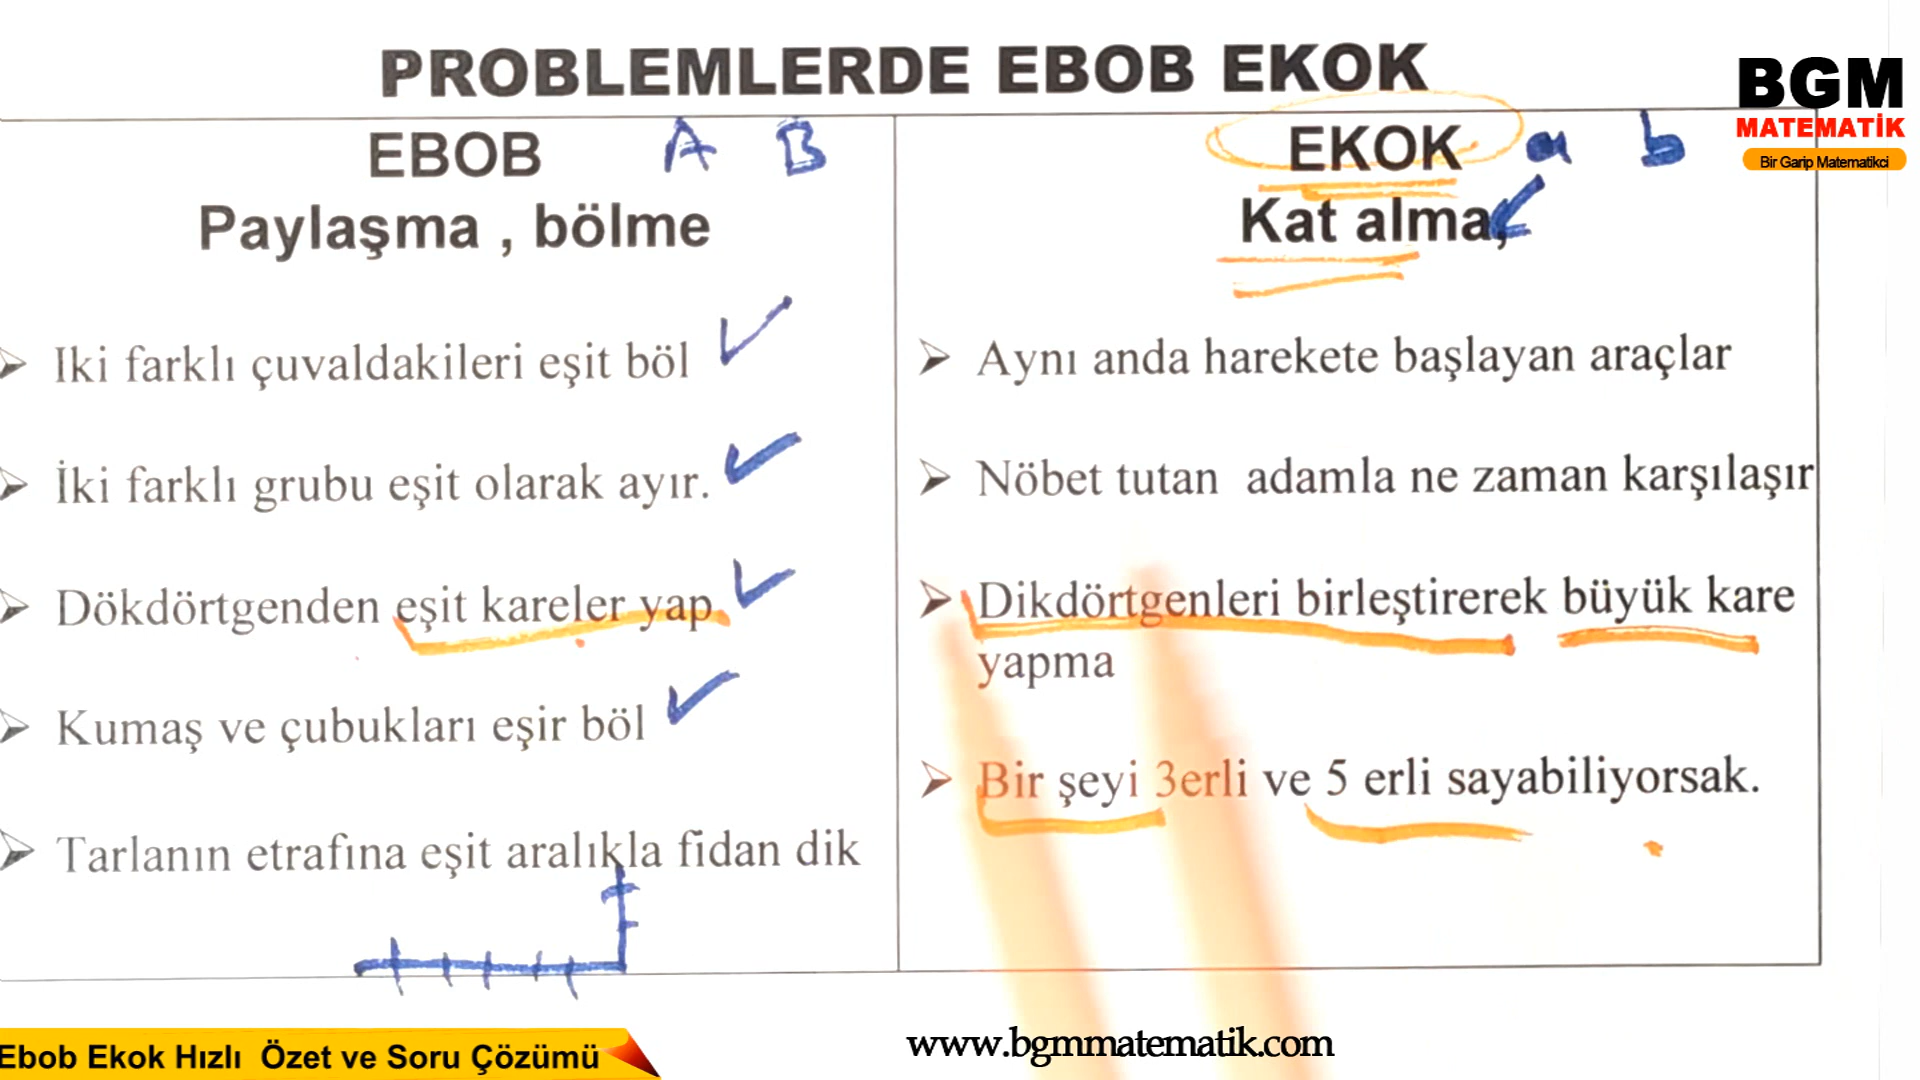 PROBLEMLERDE EBOB EKOK
BGM
MATEMATİK
Bir Garip Matematikci
EBOB A B
Paylaşma , bölme
Iki farklı çuvaldakileri eşit böl
İki farklı grubu eşit olarak ayır.
Dökdörtgenden eşit kareler yap
Kumaş ve çubukları eşir böl
Tarlanın etrafına eşit aralıkla fidan dik
EKOK a b
Kat alma,
Aynı anda harekete başlayan araçlar
Nöbet tutan adamla ne zaman karşılaşır
Dikdörtgenleri birleştirerek büyük kare
yapma
Bir şeyi 3erli ve 5 erli sayabiliyorsak.
Ebob Ekok Hızlı Özet ve Soru Çözümü
www.bgmmatematik.com